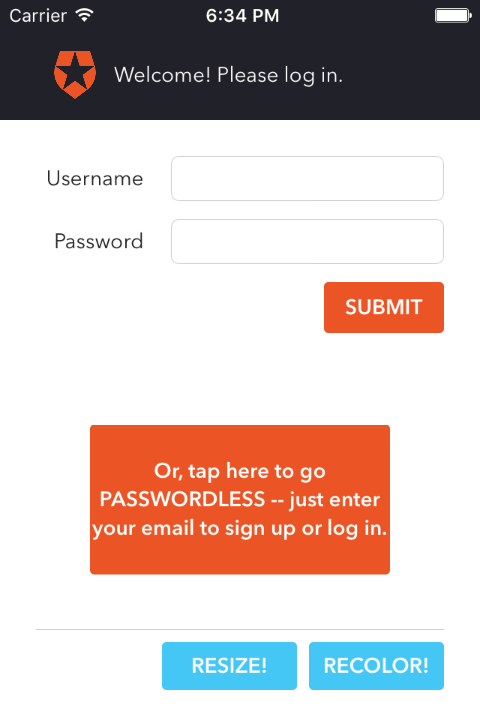 Carrier 6:34 PM
Welcome! Please log in.
Username
Password
SUBMIT
Or, tap here to go
PASSWORDLESS -- just enter
your email to sign up or log in.
RESIZE! RECOLOR!